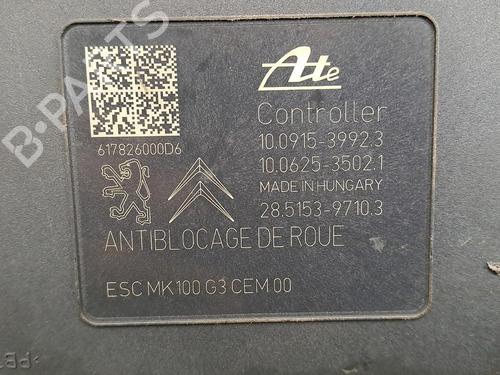 B-PARTS
Ate
Controller
10.0915-3992.3
10.0625-3502.1
MADE IN HUNGARY
28.5153-9710.3
617826000D6
ANTIBLOCAGE DE ROUE
ESC MK100 G3 CEM 00
>PB